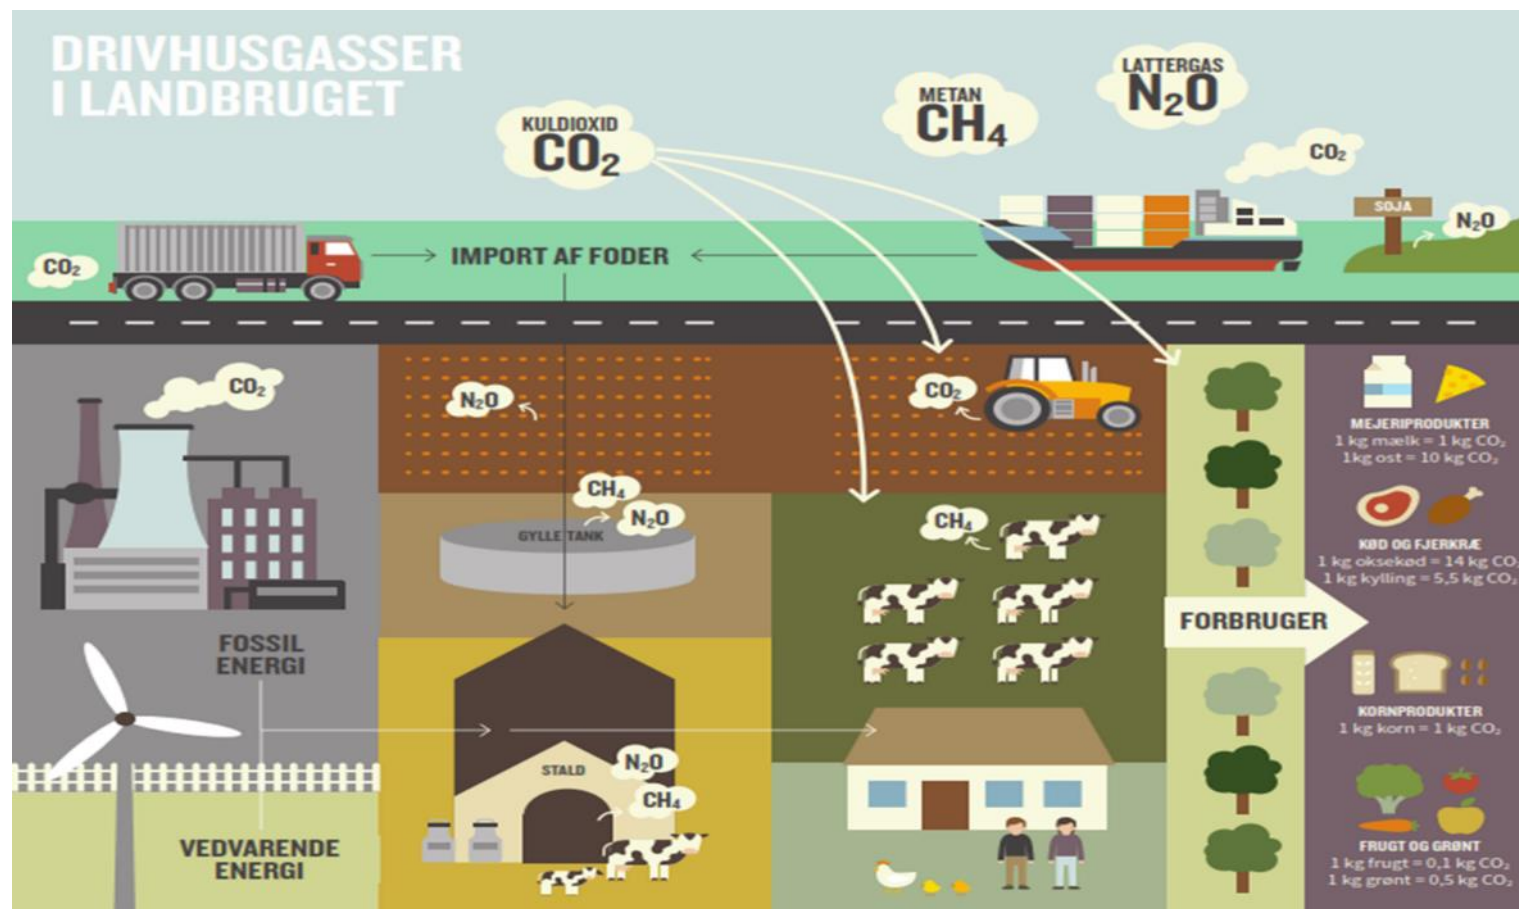 DRIVHUSGASSER
I LANDBRUGET
KULDIOXID
CO₂
METAN
CH₄
LATTERGAS
N₂O
CO₂
SOJA
N₂O
CO₂
IMPORT AF FODER
CO₂
N₂O
CO₂
CH₄
N₂O
GYLLE TANK
CH₄
FOSSIL
ENERGI
VEDVARENDE
ENERGI
STALD
N₂O
CH₄
FORBRUGER
MEJERIPRODUKTER
1 kg mælk = 1 kg CO₂
1kg ost = 10 kg CO₂
KØD OG FJERKRÆ
1 kg oksekød = 14 kg CO₂
1 kg kylling = 5,5 kg CO₂
KORNPRODUKTER
1 kg korn = 1 kg CO₂
FRUGT OG GRØNT
1 kg frugt = 0,1 kg CO₂
1 kg grønt = 0,5 kg CO₂